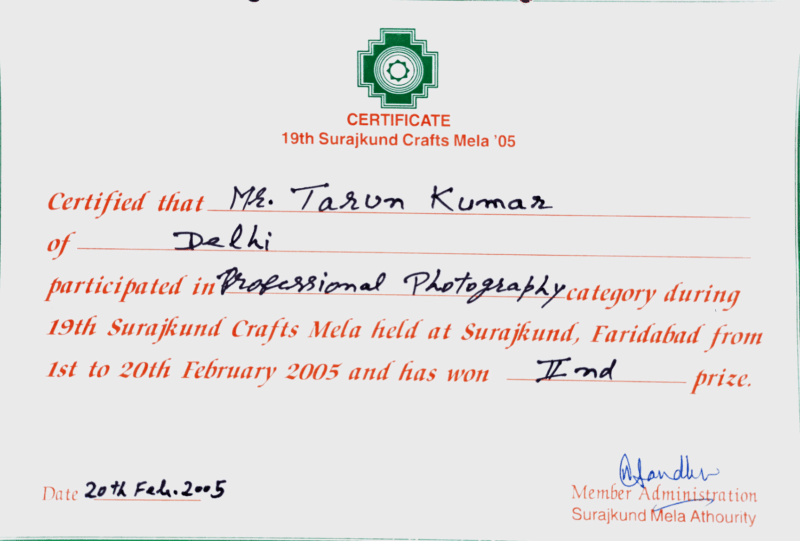 CERTIFICATE
19th Surajkund Crafts Mela '05
Certified that Mr. Tarun Kumar
of Delhi
participated in Professional Photography category during
19th Surajkund Crafts Mela held at Surajkund, Faridabad from
1st to 20th February 2005 and has won IInd prize.
Date 20th Feb. 2005
Member Administration
Surajkund Mela Athourity